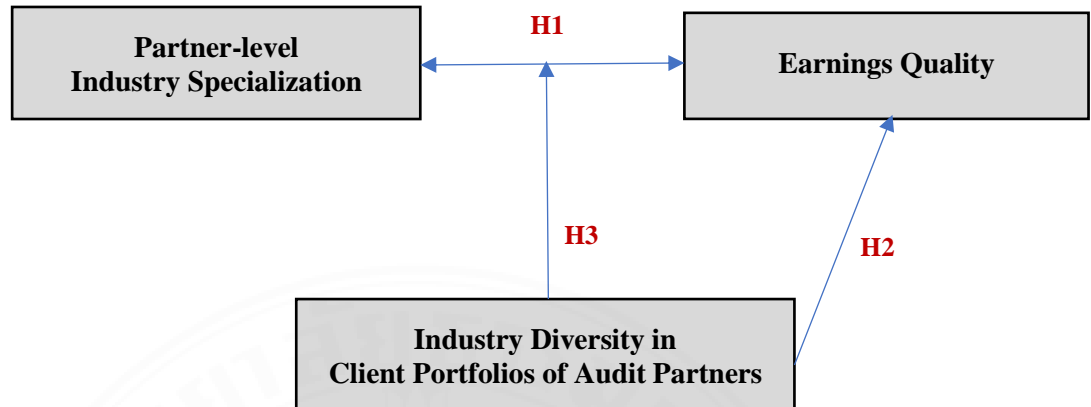 H1
Partner-level
Industry Specialization
Earnings Quality
H3
H2
Industry Diversity in
Client Portfolios of Audit Partners